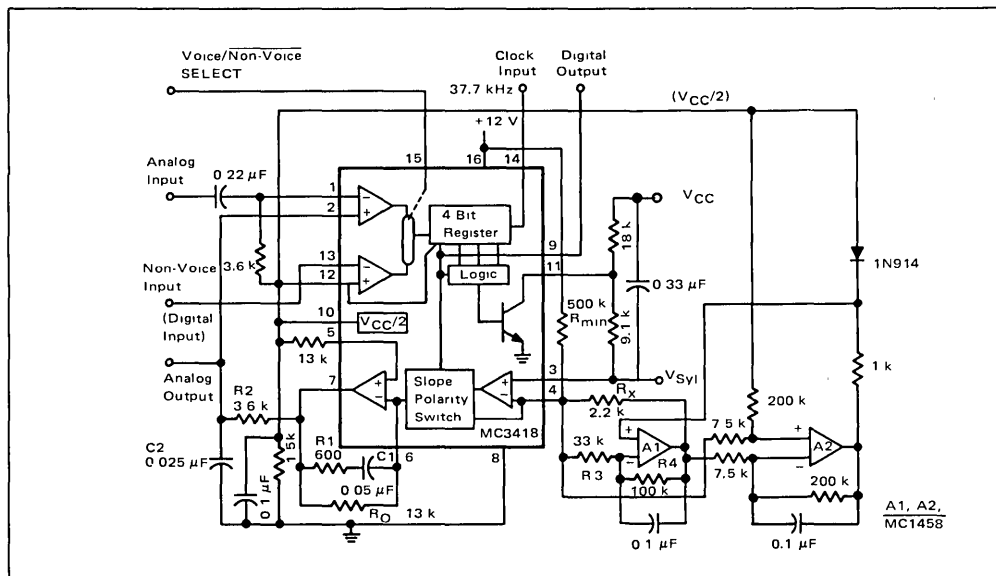 Voice/Non-Voice
SELECT
Clock
Input
37.7 kHz
Digital
Output
(VCC/2)
+12 V
15
16
14
Analog
Input
0 22 µF
1
2
4 Bit
Register
9
VCC
18 k
3.6 k
13
12
Logic
11
0 33 µF
1N914
Non-Voice
Input
(Digital
Input)
10
VCC/2
500 k
Rmin
9.1 k
5
13 k
Analog
Output
7
3
VSyl
1 k
R2
3 6 k
Slope
Polarity
Switch
4
RX
2.2 k
200 k
MC3418
7 5 k
+
A1
A2
C2
0 025 µF
0 1 µF
1 5k
R1
600
C1
6
8
33 k
R3
R4
7.5k
0 05 µF
100 k
200 k
RO
13 k
0 1 µF
0.1 µF
A1, A2,
MC1458